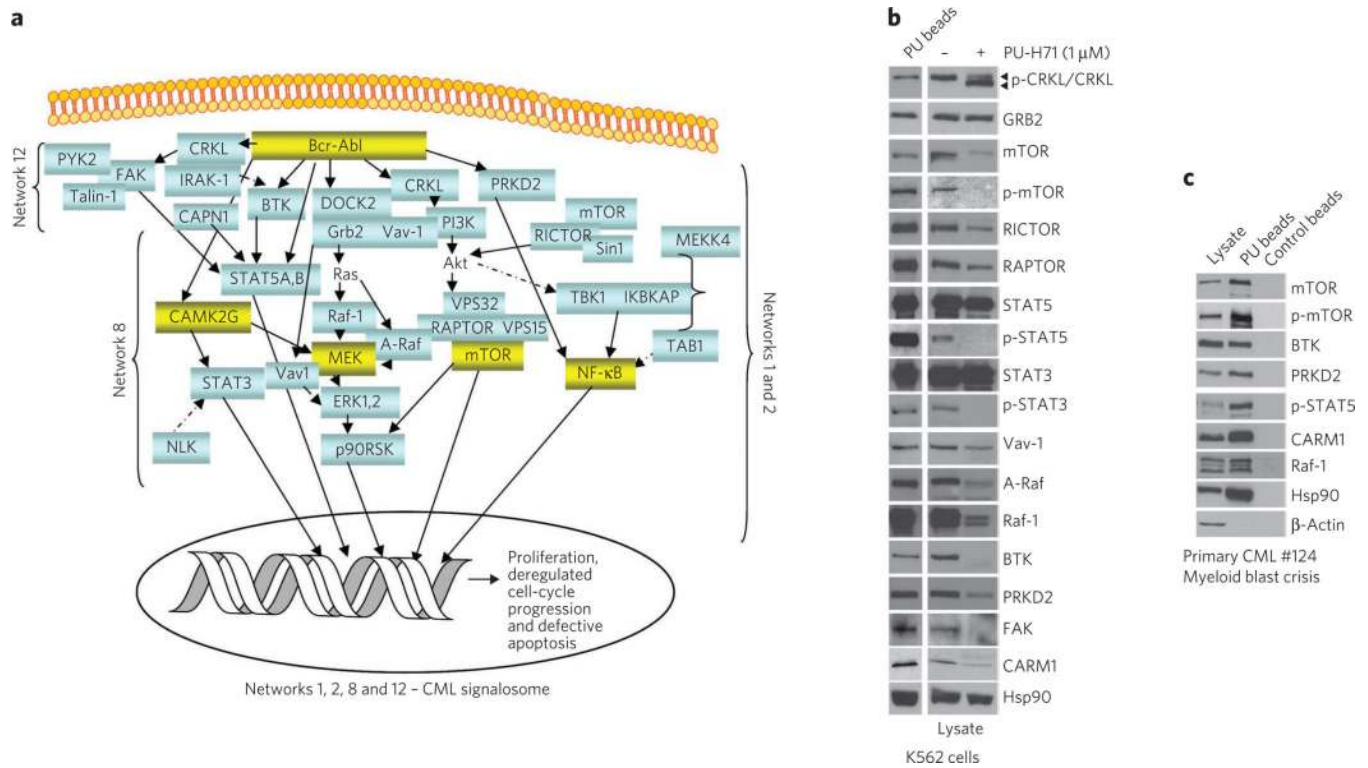 a
Network 12
PYK2
FAK
Talin-1
CRKL
IRAK-1
CAPN1
Bcr-Abl
BTK
DOCK2
Grb2
Vav-1
CRKL
PI3K
PRKD2
mTOR
RICTOR
Sin1
MEKK4
Akt
Ras
STAT5A,B
VPS32
TBK1 IKBKAP
Network 8
CAMK2G
Raf-1
A-Raf
RAPTOR VPS15
mTOR
MEK
TAB1
NF-κB
STAT3
Vav1
ERK1,2
NLK
p90RSK
Networks 1 and 2
Proliferation,
deregulated
cell-cycle
progression
and defective
apoptosis
Networks 1, 2, 8 and 12 – CML signalosome
b
PU beads
– + PU-H71 (1 μM)
p-CRKL/CRKL
GRB2
mTOR
p-mTOR
RICTOR
RAPTOR
STAT5
p-STAT5
STAT3
p-STAT3
Vav-1
A-Raf
Raf-1
BTK
PRKD2
FAK
CARM1
Hsp90
Lysate
K562 cells
c
Lysate
PU beads
Control beads
mTOR
p-mTOR
BTK
PRKD2
p-STAT5
CARM1
Raf-1
Hsp90
β-Actin
Primary CML #124
Myeloid blast crisis